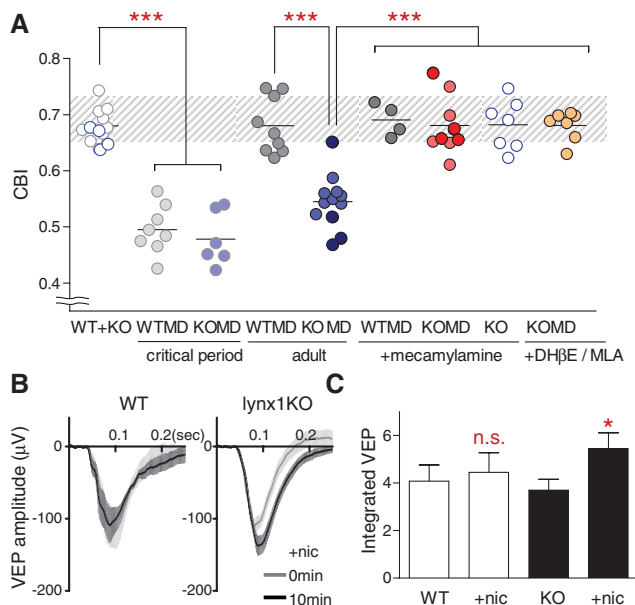 A
*** *** ***
0.8
0.7
0.6
0.5
0.4
CBI
WT+KO WTMD KOMD WTMD KO MD WTMD KOMD KO KOMD
critical period adult +mecamylamine +DHβE / MLA
B
WT lynx1KO
0.1 0.2(sec) 0.1 0.2
0 0
-100 -100
-200 -200
VEP amplitude (μV)
+nic
0min
10min
C
n.s. *
6
4
2
0
Integrated VEP
WT +nic KO +nic